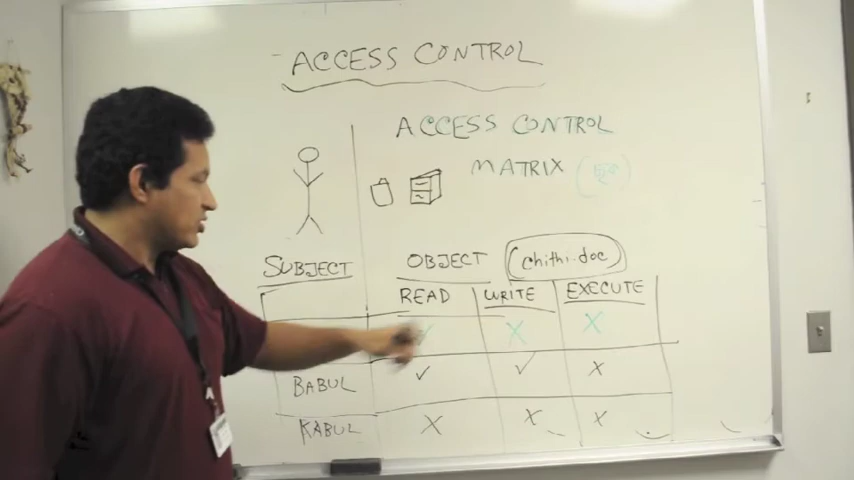 ACCESS CONTROL
ACCESS CONTROL
MATRIX
SUBJECT OBJECT chithi.doc
READ WRITE EXECUTE
✓ X X
BABUL ✓ ✓ X
KABUL X X X